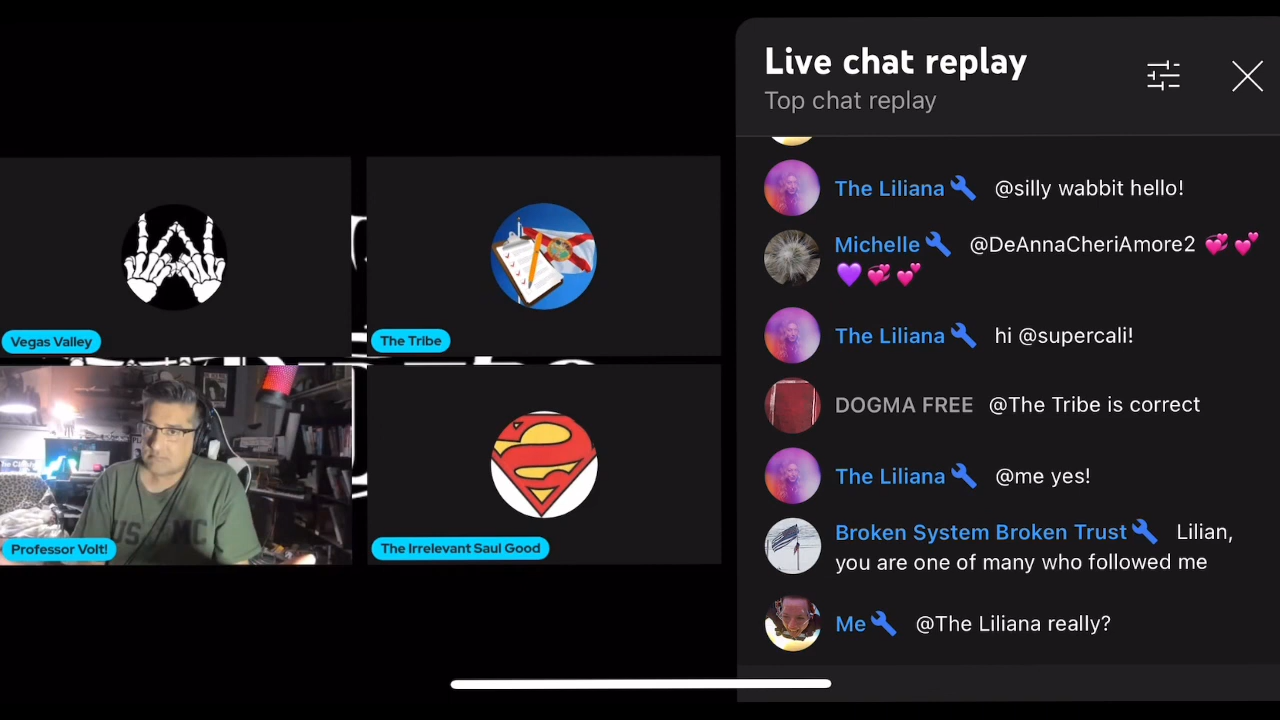 Live chat replay
Top chat replay
The Liliana @silly wabbit hello!
Michelle @DeAnnaCheriAmore2 💞 💕
💜 💞 💕
The Liliana hi @supercali!
DOGMA FREE @The Tribe is correct
The Liliana @me yes!
Broken System Broken Trust Lilian,
you are one of many who followed me
Me @The Liliana really?
Vegas Valley
The Tribe
US MC
Professor Volt!
The Irrelevant Saul Good